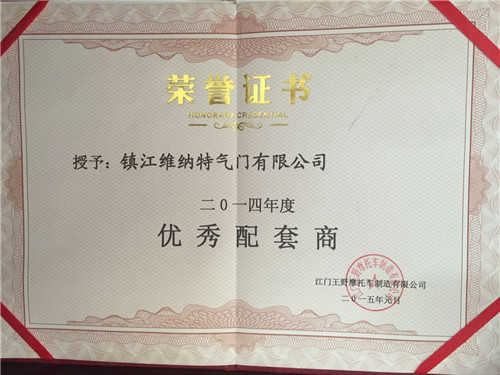 荣誉证书
HONORARY CREDENTIAL
授予：镇江维纳特气门有限公司
二0一四年度
优秀配套商
江门王野摩托车制造有限公司
二0一五年元月